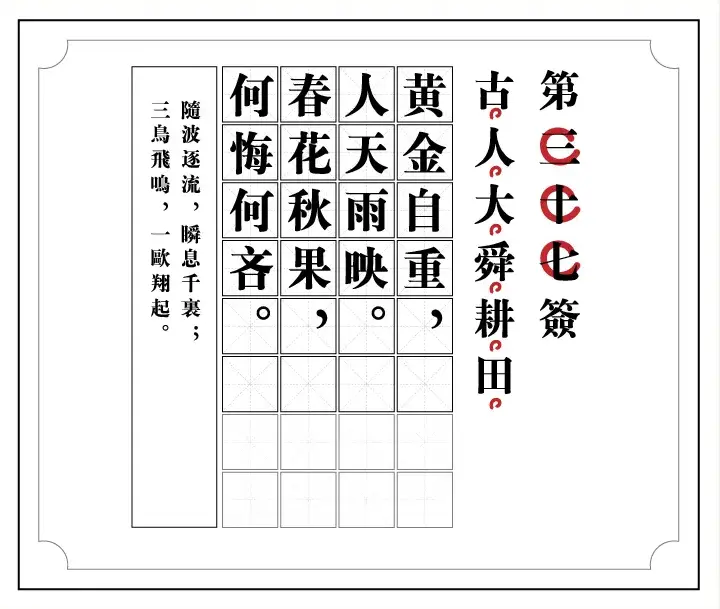 第三十七簽
古人大舜耕田
黄金自重，
人天雨映。
春花秋果，
何悔何吝。
隨波逐流，瞬息千裏；
三鳥飛鳴，一歐翔起。